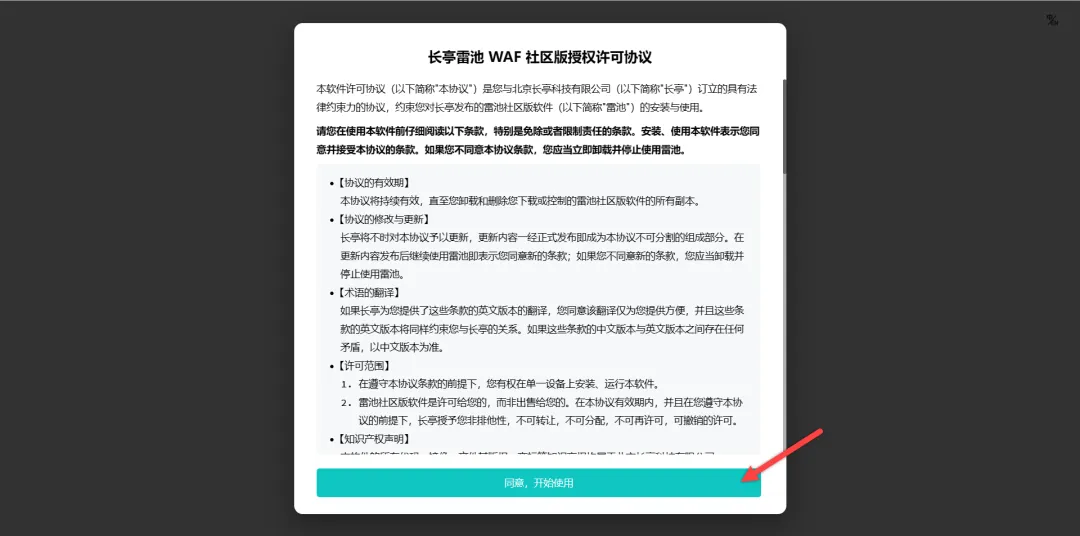 长亭雷池 WAF 社区版授权许可协议
本软件许可协议（以下简称"本协议"）是您与北京长亭科技有限公司（以下简称"长亭"）订立的具有法
律约束力的协议，约束您对长亭发布的雷池社区版软件（以下简称"雷池"）的安装与使用。
请您在使用本软件前仔细阅读以下条款，特别是免除或者限制责任的条款。安装、使用本软件表示您同
意并接受本协议的条款。如果您不同意本协议条款，您应当立即卸载并停止使用雷池。
• 【协议的有效期】
本协议将持续有效，直至您卸载和删除您下载或控制的雷池社区版软件的所有副本。
• 【协议的修改与更新】
长亭将不时对本协议予以更新，更新内容一经正式发布即成为本协议不可分割的组成部分。在
更新内容发布后继续使用雷池即表示您同意新的条款；如果您不同意新的条款，您应当卸载并
停止使用雷池。
• 【术语的翻译】
如果长亭为您提供了这些条款的英文版本的翻译，您同意该翻译仅为您提供方便，并且这些条
款的英文版本将同样约束您与长亭的关系。如果这些条款的中文版本与英文版本之间存在任何
矛盾，以中文版本为准。
• 【许可范围】
1. 在遵守本协议条款的前提下，您有权在单一设备上安装、运行本软件。
2. 雷池社区版软件是许可给您的，而非出售给您的。在本协议有效期内，并且在您遵守本协
议的前提下，长亭授予您非排他性，不可转让，不可分配，不可再许可，可撤销的许可。
• 【知识产权声明】
同意，开始使用